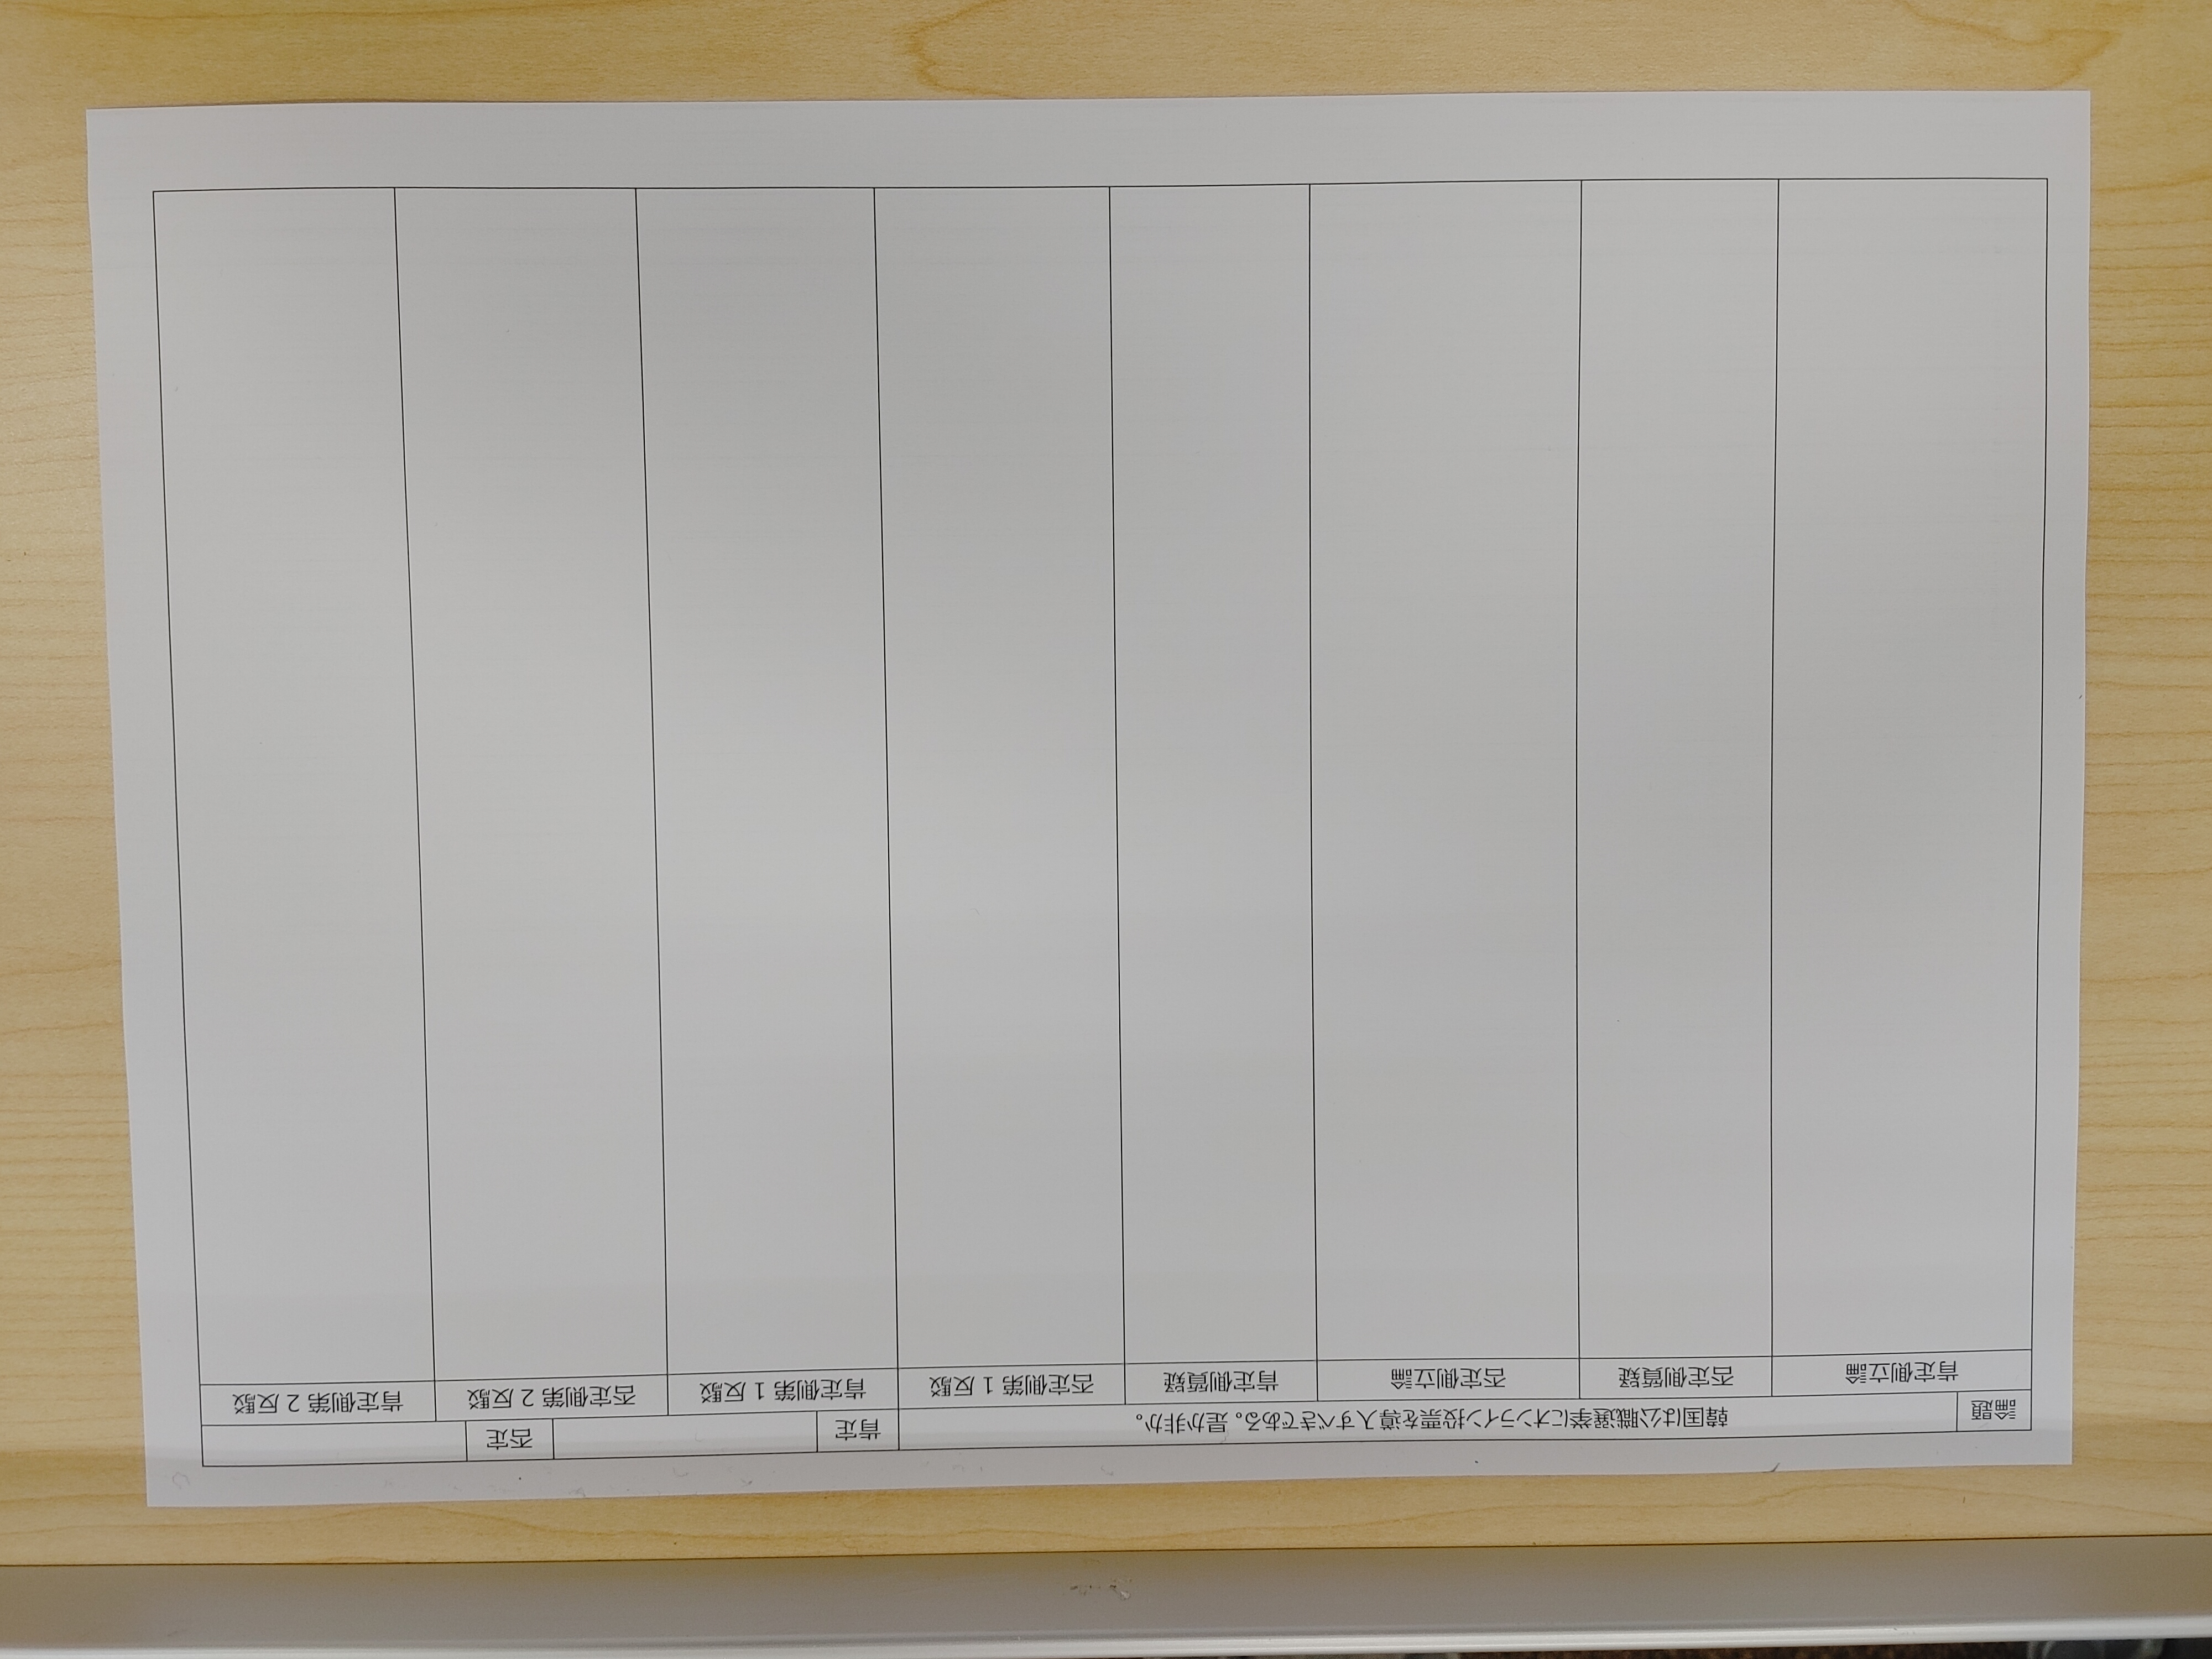 論題 韓国は公職選挙にオンライン投票を導入すべきである。是か非か。 肯定 否定
肯定側立論 否定側質疑 否定側立論 肯定側質疑 否定側第1反駁 肯定側第1反駁 否定側第2反駁 肯定側第2反駁